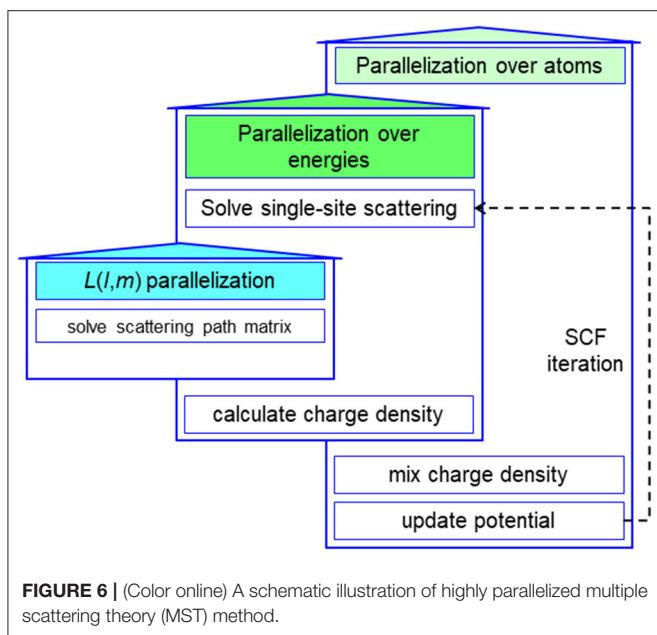 Parallelization over atoms
Parallelization over
energies
Solve single-site scattering
L(l,m) parallelization
solve scattering path matrix
SCF
iteration
calculate charge density
mix charge density
update potential
FIGURE 6 | (Color online) A schematic illustration of highly parallelized multiple
scattering theory (MST) method.